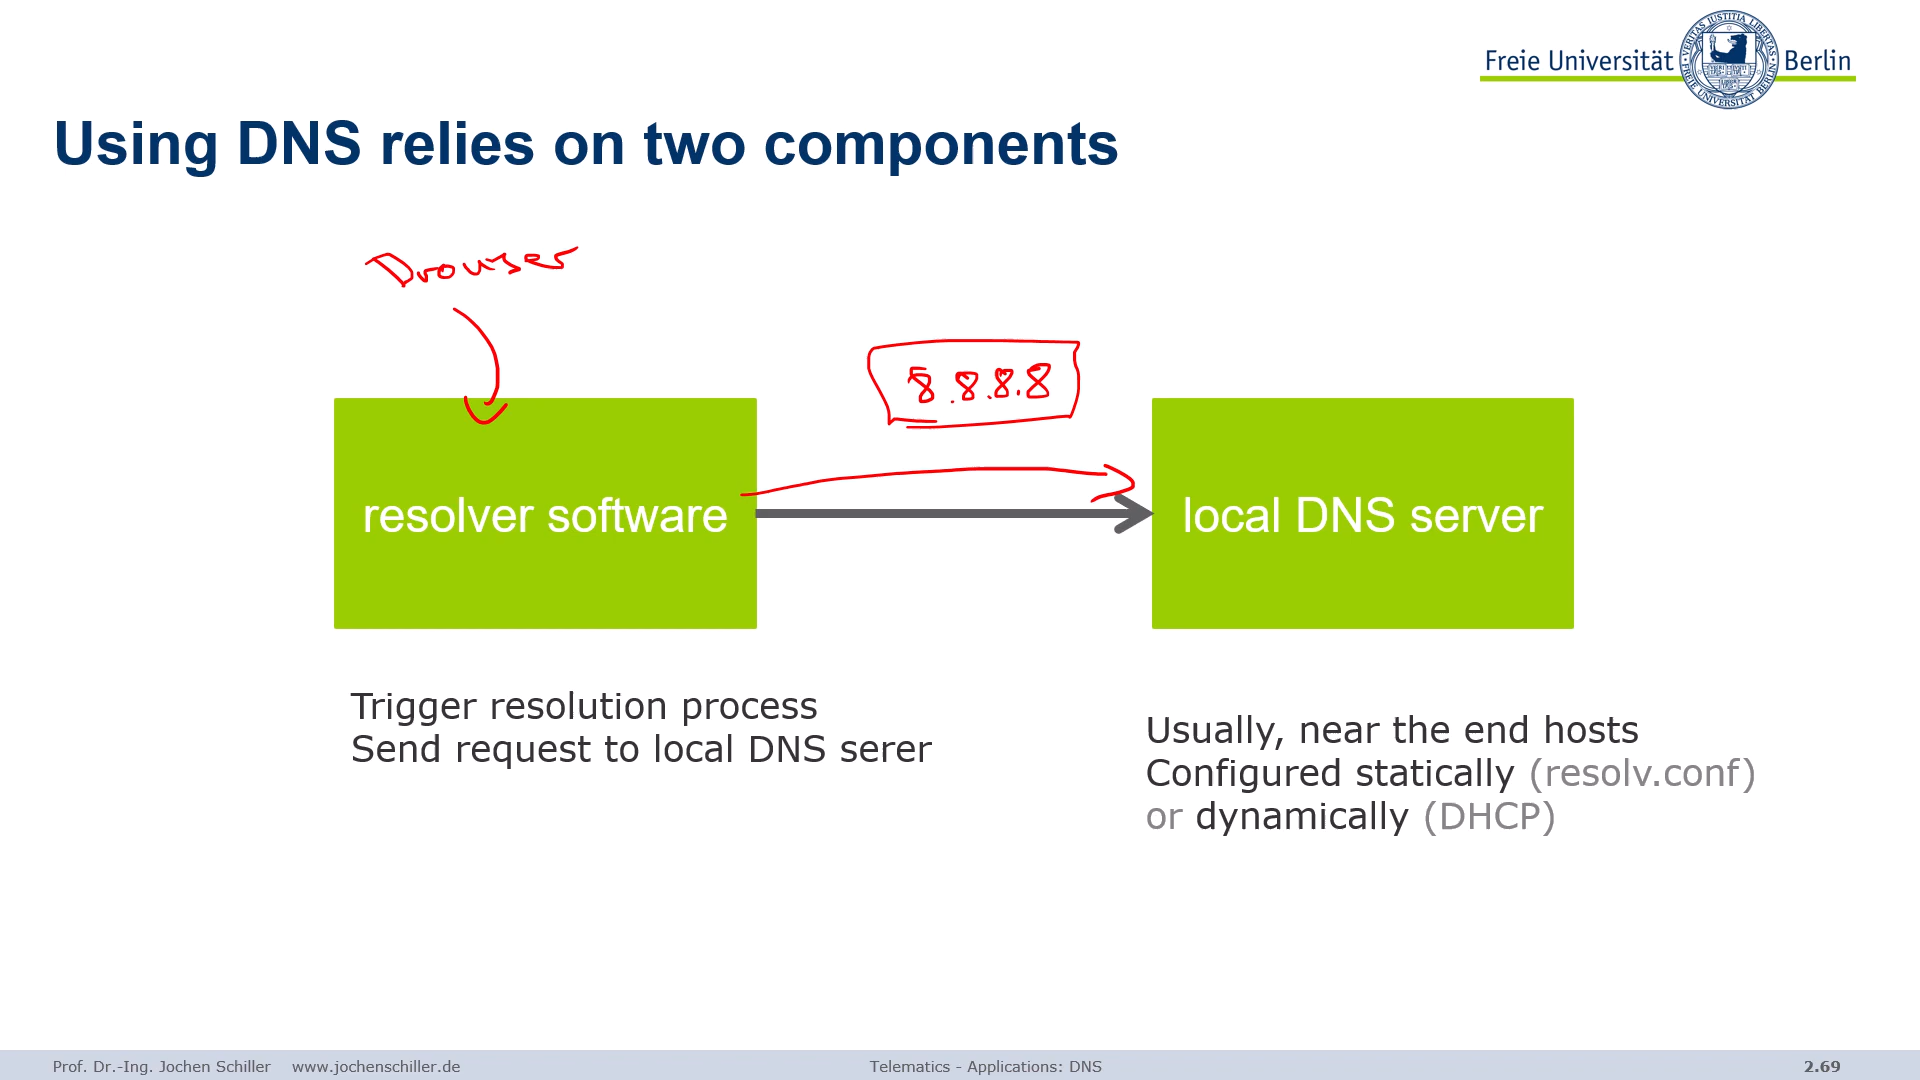 Freie Universität Berlin
Using DNS relies on two components
Browser
8.8.8.8
resolver software
local DNS server
Trigger resolution process
Send request to local DNS serer
Usually, near the end hosts
Configured statically (resolv.conf)
or dynamically (DHCP)
Prof. Dr.-Ing. Jochen Schiller www.jochenschiller.de
Telematics - Applications: DNS
2.69